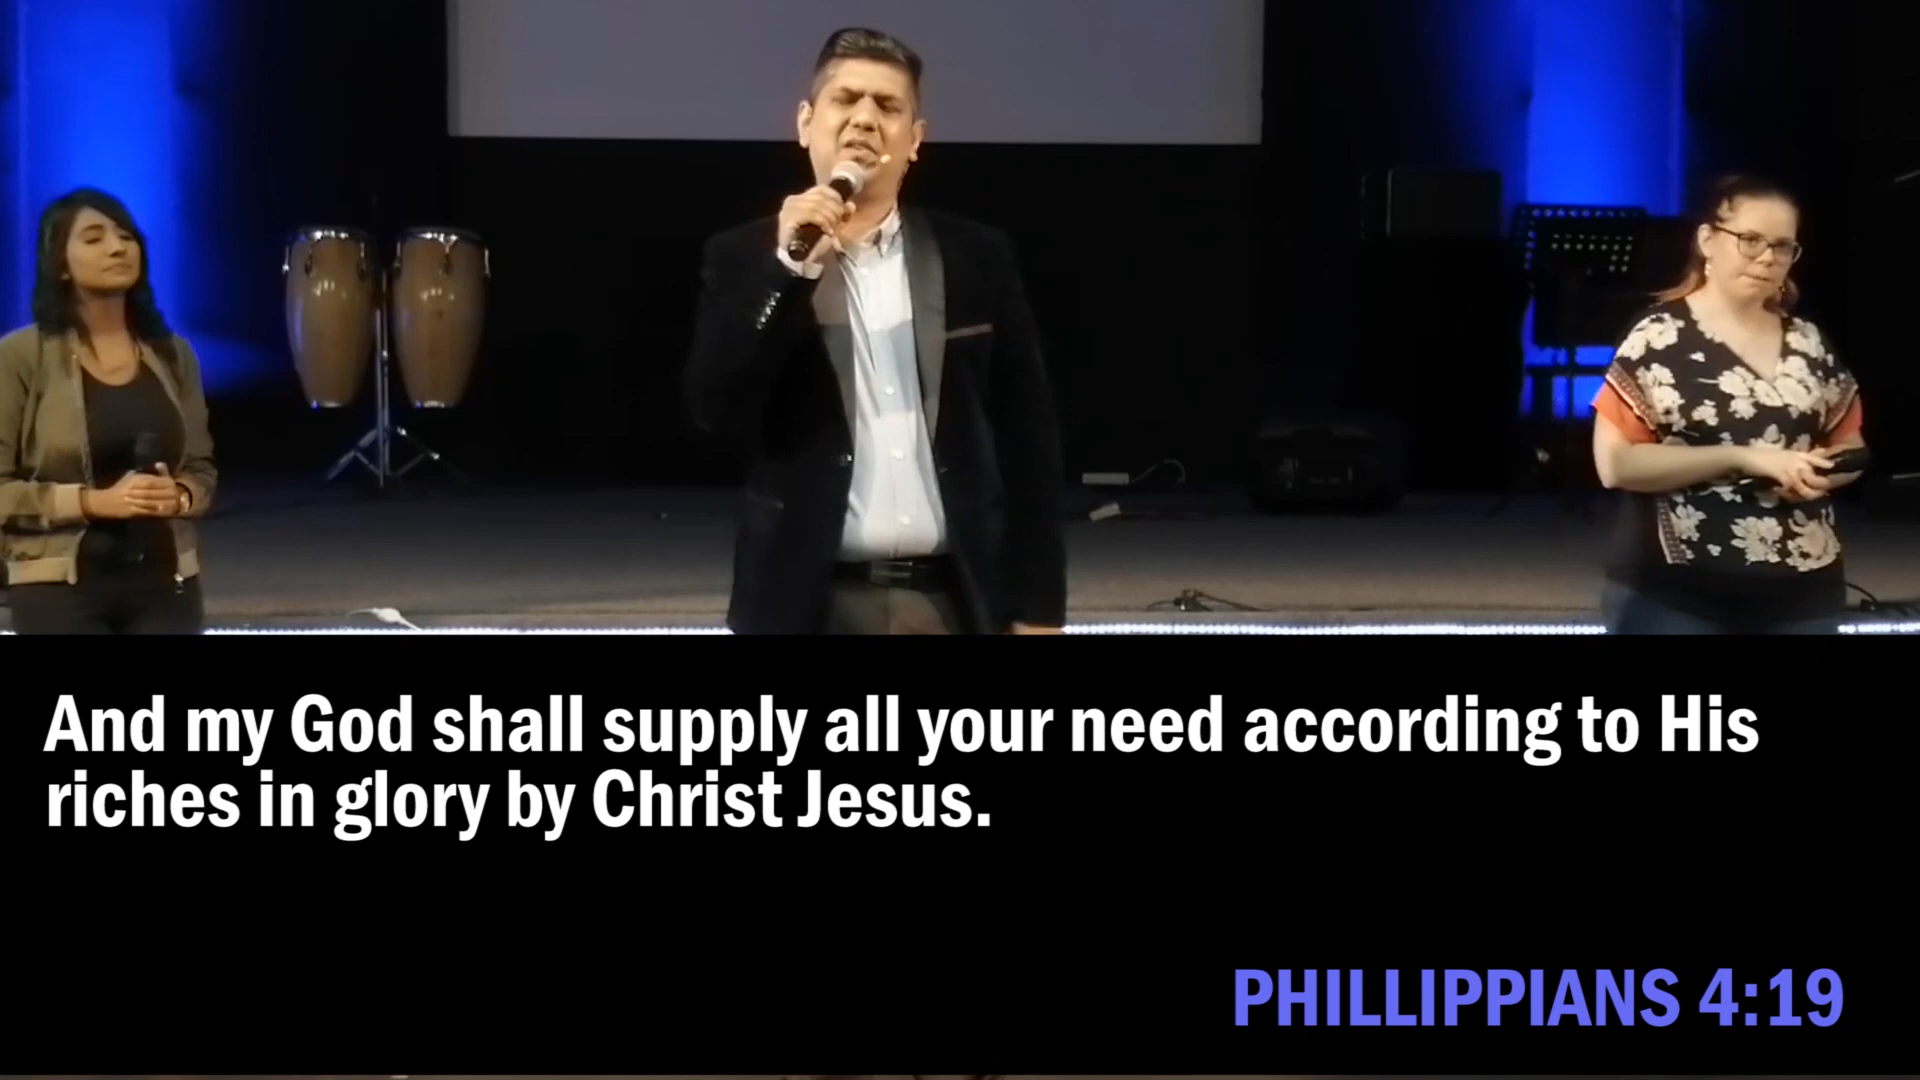 And my God shall supply all your need according to His
riches in glory by Christ Jesus.
PHILLIPPIANS 4:19